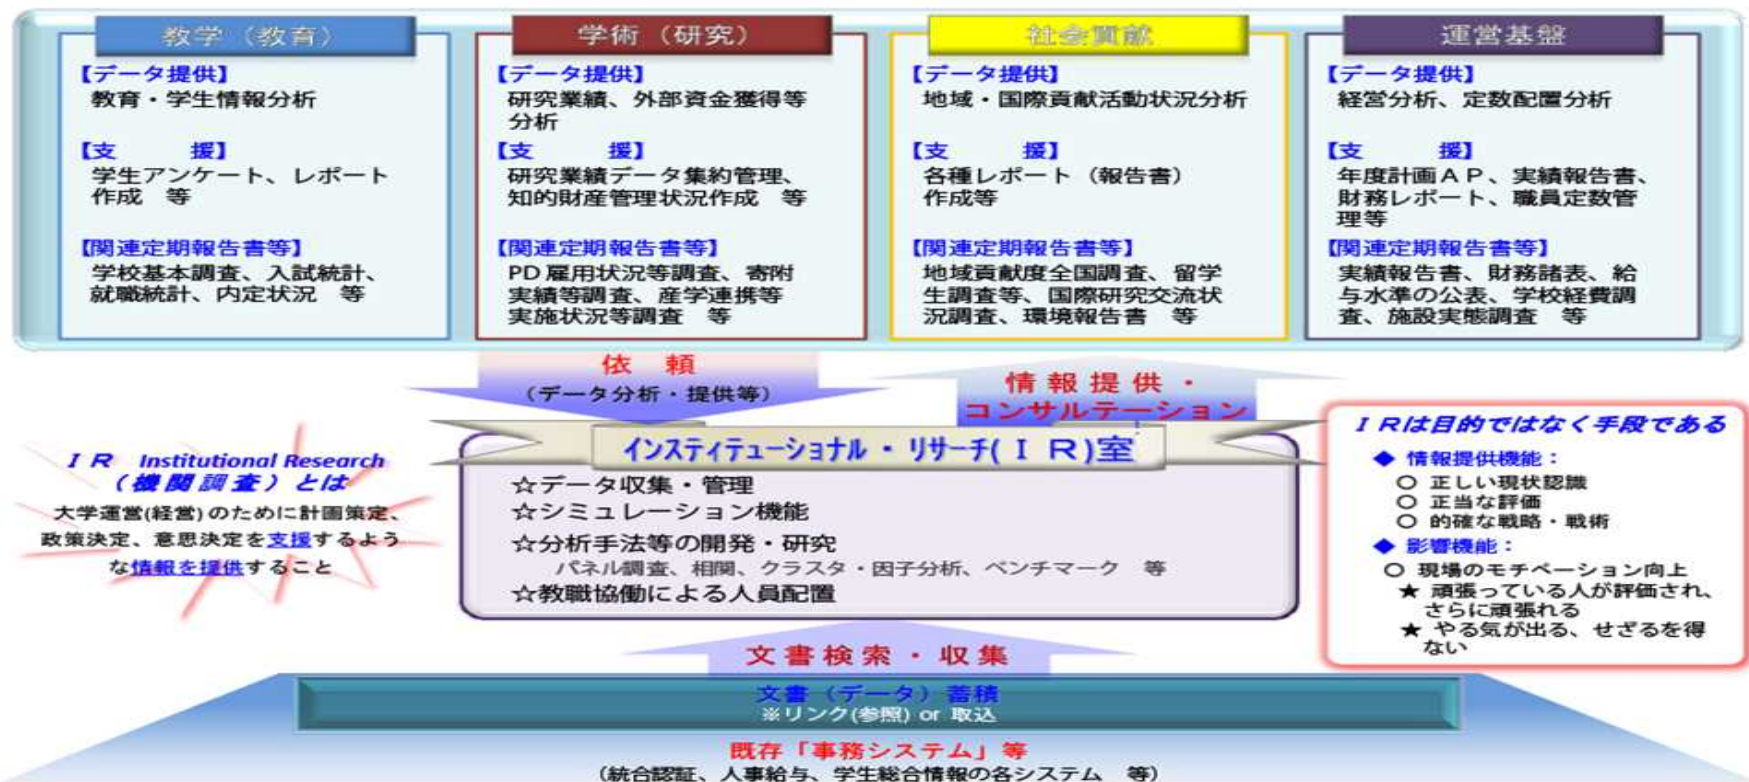 教学（教育）
【データ提供】
教育・学生情報分析
【支　　援】
学生アンケート、レポート
作成　等
【関連定期報告書等】
学校基本調査、入試統計、
就職統計、内定状況　等
学術（研究）
【データ提供】
研究業績、外部資金獲得等
分析
【支　　援】
研究業績データ集約管理、
知的財産管理状況作成　等
【関連定期報告書等】
PD雇用状況等調査、寄附
実績等調査、産学連携等
実施状況等調査　等
社会貢献
【データ提供】
地域・国際貢献活動状況分析
【支　　援】
各種レポート（報告書）
作成等
【関連定期報告書等】
地域貢献度全国調査、留学
生調査等、国際研究交流状
況調査、環境報告書　等
運営基盤
【データ提供】
経営分析、定数配置分析
【支　　援】
年度計画ＡＰ、実績報告書、
財務レポート、職員定数管
理等
【関連定期報告書等】
実績報告書、財務諸表、給
与水準の公表、学校経費調
査、施設実態調査　等
依　頼
（データ分析・提供等）
情報提供・
コンサルテーション
ＩＲ　Institutional Research
（機関調査）とは
大学運営(経営)のために計画策定、
政策決定、意思決定を支援するよう
な情報を提供すること
インスティテューショナル・リサーチ(ＩＲ)室
☆データ収集・管理
☆シミュレーション機能
☆分析手法等の開発・研究
パネル調査、相関、クラスタ・因子分析、ベンチマーク　等
☆教職協働による人員配置
ＩＲは目的ではなく手段である
◆ 情報提供機能：
○ 正しい現状認識
○ 正当な評価
○ 的確な戦略・戦術
◆ 影響機能：
○ 現場のモチベーション向上
★ 頑張っている人が評価され、
さらに頑張れる
★ やる気が出る、せざるを得
ない
文書検索・収集
文書（データ）蓄積
※リンク(参照) or 取込
既存「事務システム」等
（統合認証、人事給与、学生総合情報の各システム　等）